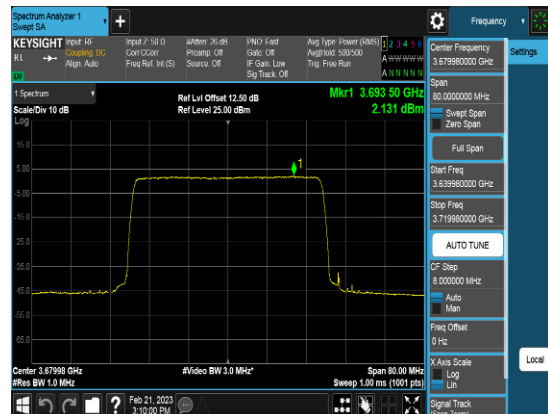 Spectrum Analyzer 1
Swept SA
Frequency
KEYSIGHT
Input: RF
Coupling: DC
Align: Auto
Input Z: 50 Ω
Corr CCorr
Freq Ref: Int (S)
#Atten: 26 dB
Preamp: Off
Source: Off
PNO: Fast
Gate: Off
IF Gain: Low
Sig Track: Off
Avg Type: Power (RMS)
Avg|Hold: 500/500
Trig: Free Run
1 2 3 4 5 6
A W W W W W
A N N N N N
RL
LXI
1 Spectrum
Scale/Div 10 dB
Log
Ref Lvl Offset 12.50 dB
Ref Level 25.00 dBm
Mkr1 3.693 50 GHz
2.131 dBm
1
15.0
5.00
-5.00
-15.0
-25.0
-35.0
-45.0
-55.0
-65.0
Center 3.67998 GHz
#Res BW 1.0 MHz
#Video BW 3.0 MHz*
Span 80.00 MHz
Sweep 1.00 ms (1001 pts)
Feb 21, 2023
3:10:00 PM
Center Frequency
3.679980000 GHz
Span
80.0000000 MHz
Swept Span
Zero Span
Full Span
Start Freq
3.639980000 GHz
Stop Freq
3.719980000 GHz
AUTO TUNE
CF Step
8.000000 MHz
Auto
Man
Freq Offset
0 Hz
X Axis Scale
Log
Lin
Signal Track
(Span Zoom)
Settings
Local